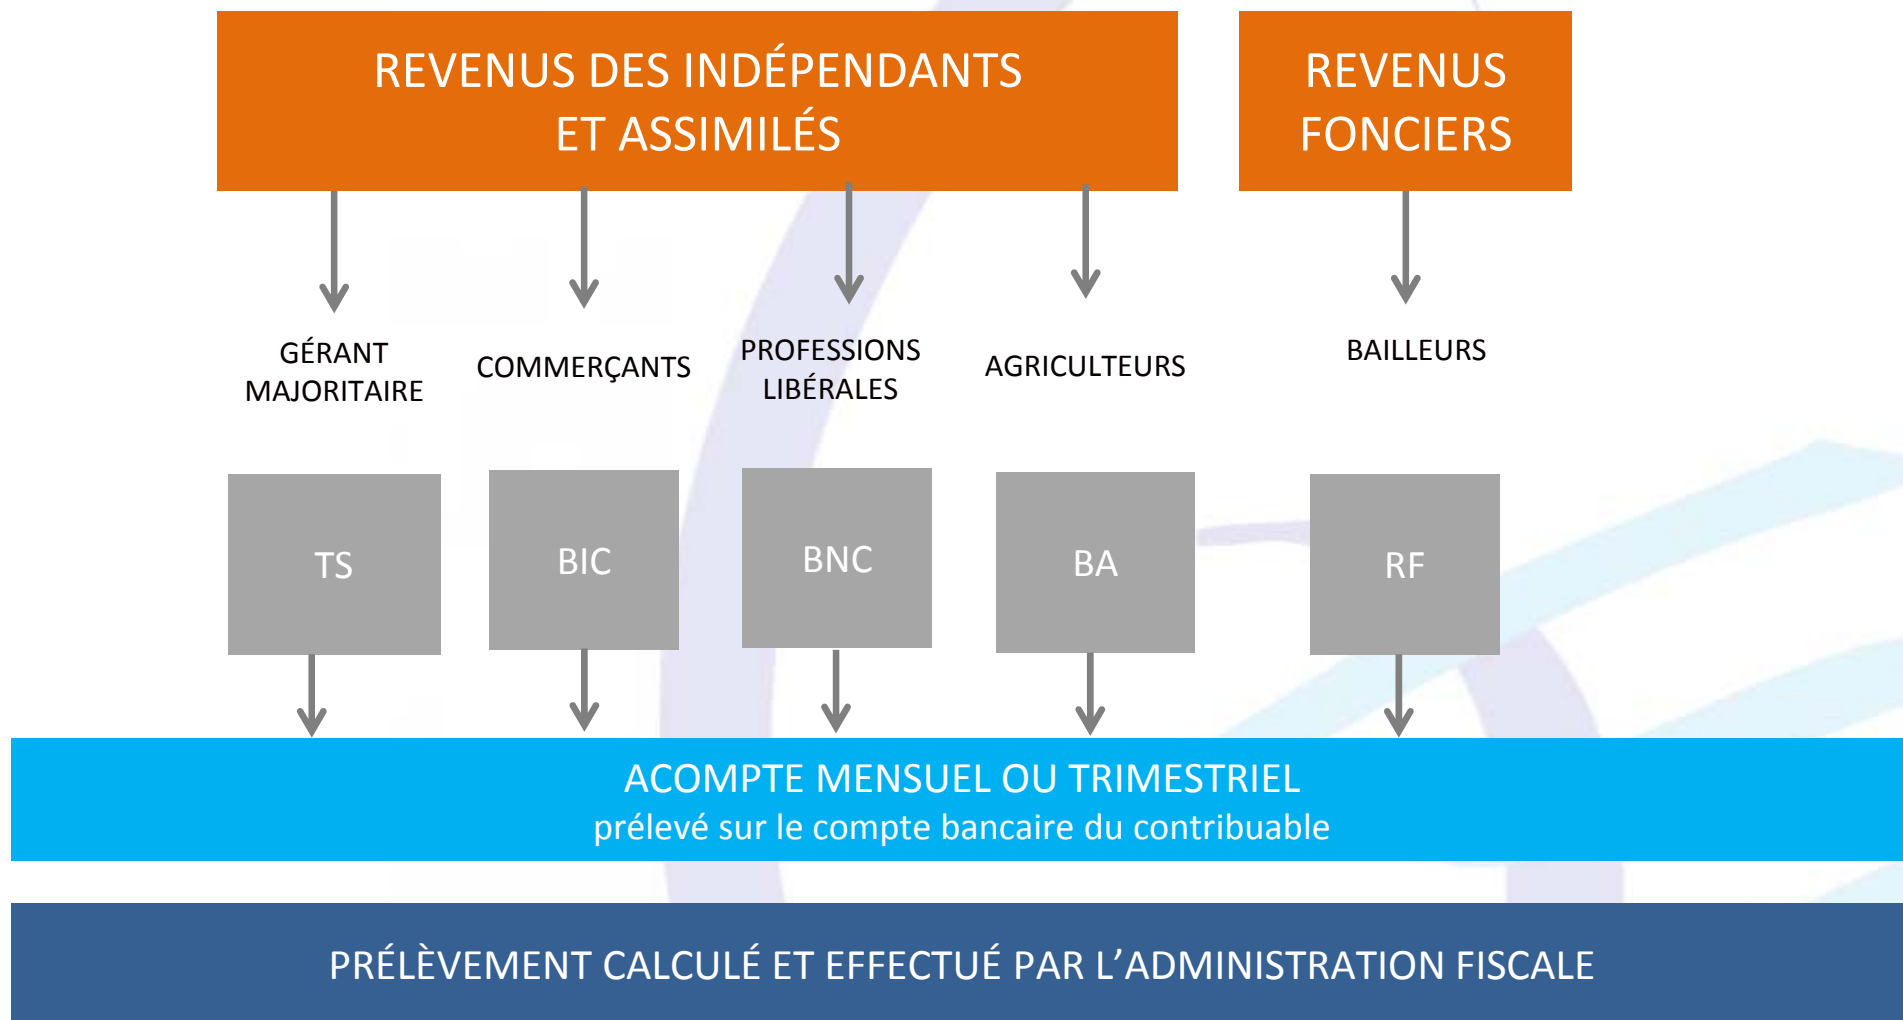 REVENUS DES INDÉPENDANTS
ET ASSIMILÉS
REVENUS
FONCIERS
GÉRANT
MAJORITAIRE
COMMERÇANTS
PROFESSIONS
LIBÉRALES
AGRICULTEURS
BAILLEURS
TS
BIC
BNC
BA
RF
ACOMPTE MENSUEL OU TRIMESTRIEL
prélevé sur le compte bancaire du contribuable
PRÉLÈVEMENT CALCULÉ ET EFFECTUÉ PAR L’ADMINISTRATION FISCALE